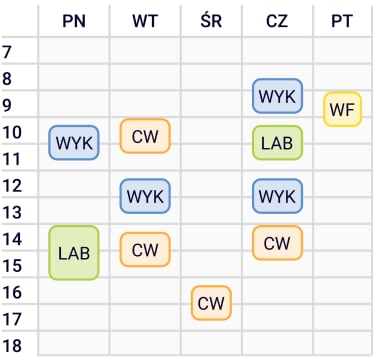 PN WT ŚR CZ PT
7
8
WYK
9
WF
10
WYK CW LAB
11
12
WYK WYK
13
14
LAB CW CW
15
16
CW
17
18